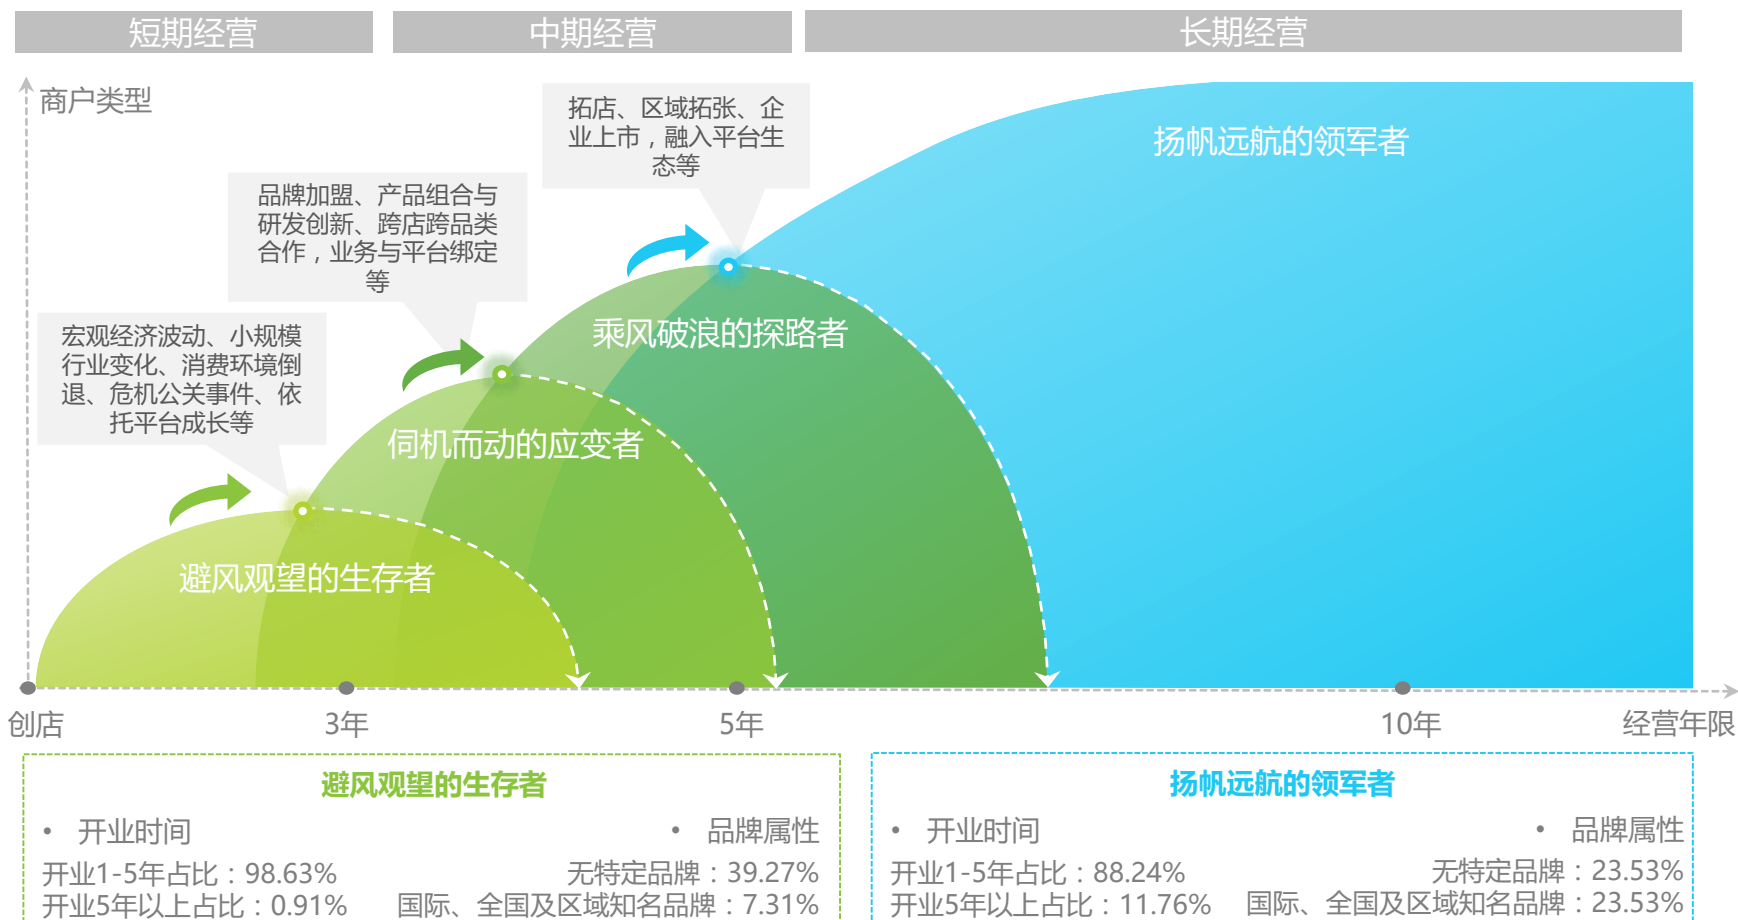 短期经营
中期经营
长期经营
商户类型
拓店、区域拓张、企
业上市，融入平台生
态等
扬帆远航的领军者
品牌加盟、产品组合与
研发创新、跨店跨品类
合作，业务与平台绑定
等
乘风破浪的探路者
宏观经济波动、小规模
行业变化、消费环境倒
退、危机公关事件、依
托平台成长等
伺机而动的应变者
避风观望的生存者
创店
3年
5年
10年
经营年限
避风观望的生存者
• 开业时间
• 品牌属性
开业1-5年占比：98.63%
无特定品牌：39.27%
开业5年以上占比：0.91%
国际、全国及区域知名品牌：7.31%
扬帆远航的领军者
• 开业时间
• 品牌属性
开业1-5年占比：88.24%
无特定品牌：23.53%
开业5年以上占比：11.76%
国际、全国及区域知名品牌：23.53%